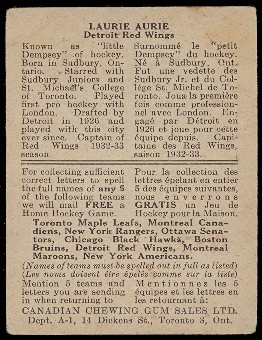 LAURIE AURIE
Detroit Red Wings
Known as "little
Dempsey" of hockey.
Born in Sudbury, On-
tario. Starred with
Sudbury Juniors and
St. Michael's College
of Toronto. Played
first pro hockey with
London. Drafted by
Detroit in 1926 and
played with this city
ever since. Captain of
Red Wings 1932-33
season
Surnommé le "petit
Dempsey" du hockey.
Né à Sudbury, Ont.
Fut une vedette des
Sudbury Jr. et du Col-
lège St. Michel de To-
ronto. Joua la première
fois comme profession-
nel avec London. En-
gagé par Detroit en
1926 et joue pour cette
équipe depuis. Capi-
taine des Red Wings,
saison 1932-33.
For collecting sufficient
correct letters to spell
the full names of any 5
of the following teams
we will mail FREE a
Home Hockey Game.
Pour la collection des
lettres épelant en entier
5 des équipes suivantes,
nous enverrons
GRATIS un Jeu de
Hockey pour la Maison.
Toronto Maple Leafs, Montreal Cana-
diens, New York Rangers, Ottawa Sena-
tors, Chicago Black Hawks, Boston
Bruins, Detroit Red Wings, Montreal
Maroons, New York Americans.
(Names of teams must be spelled out in full as listed)
(Les noms doivent être épelés en entier comme ci-haut)
Mention 5 teams and
letters you are sending
in when returning to
Mentionnez les 5
équipes et les lettres en
les retournant à:
CANADIAN CHEWING GUM SALES LTD.
Dept. A-1, 14 Dickens St., Toronto 3, Ont.